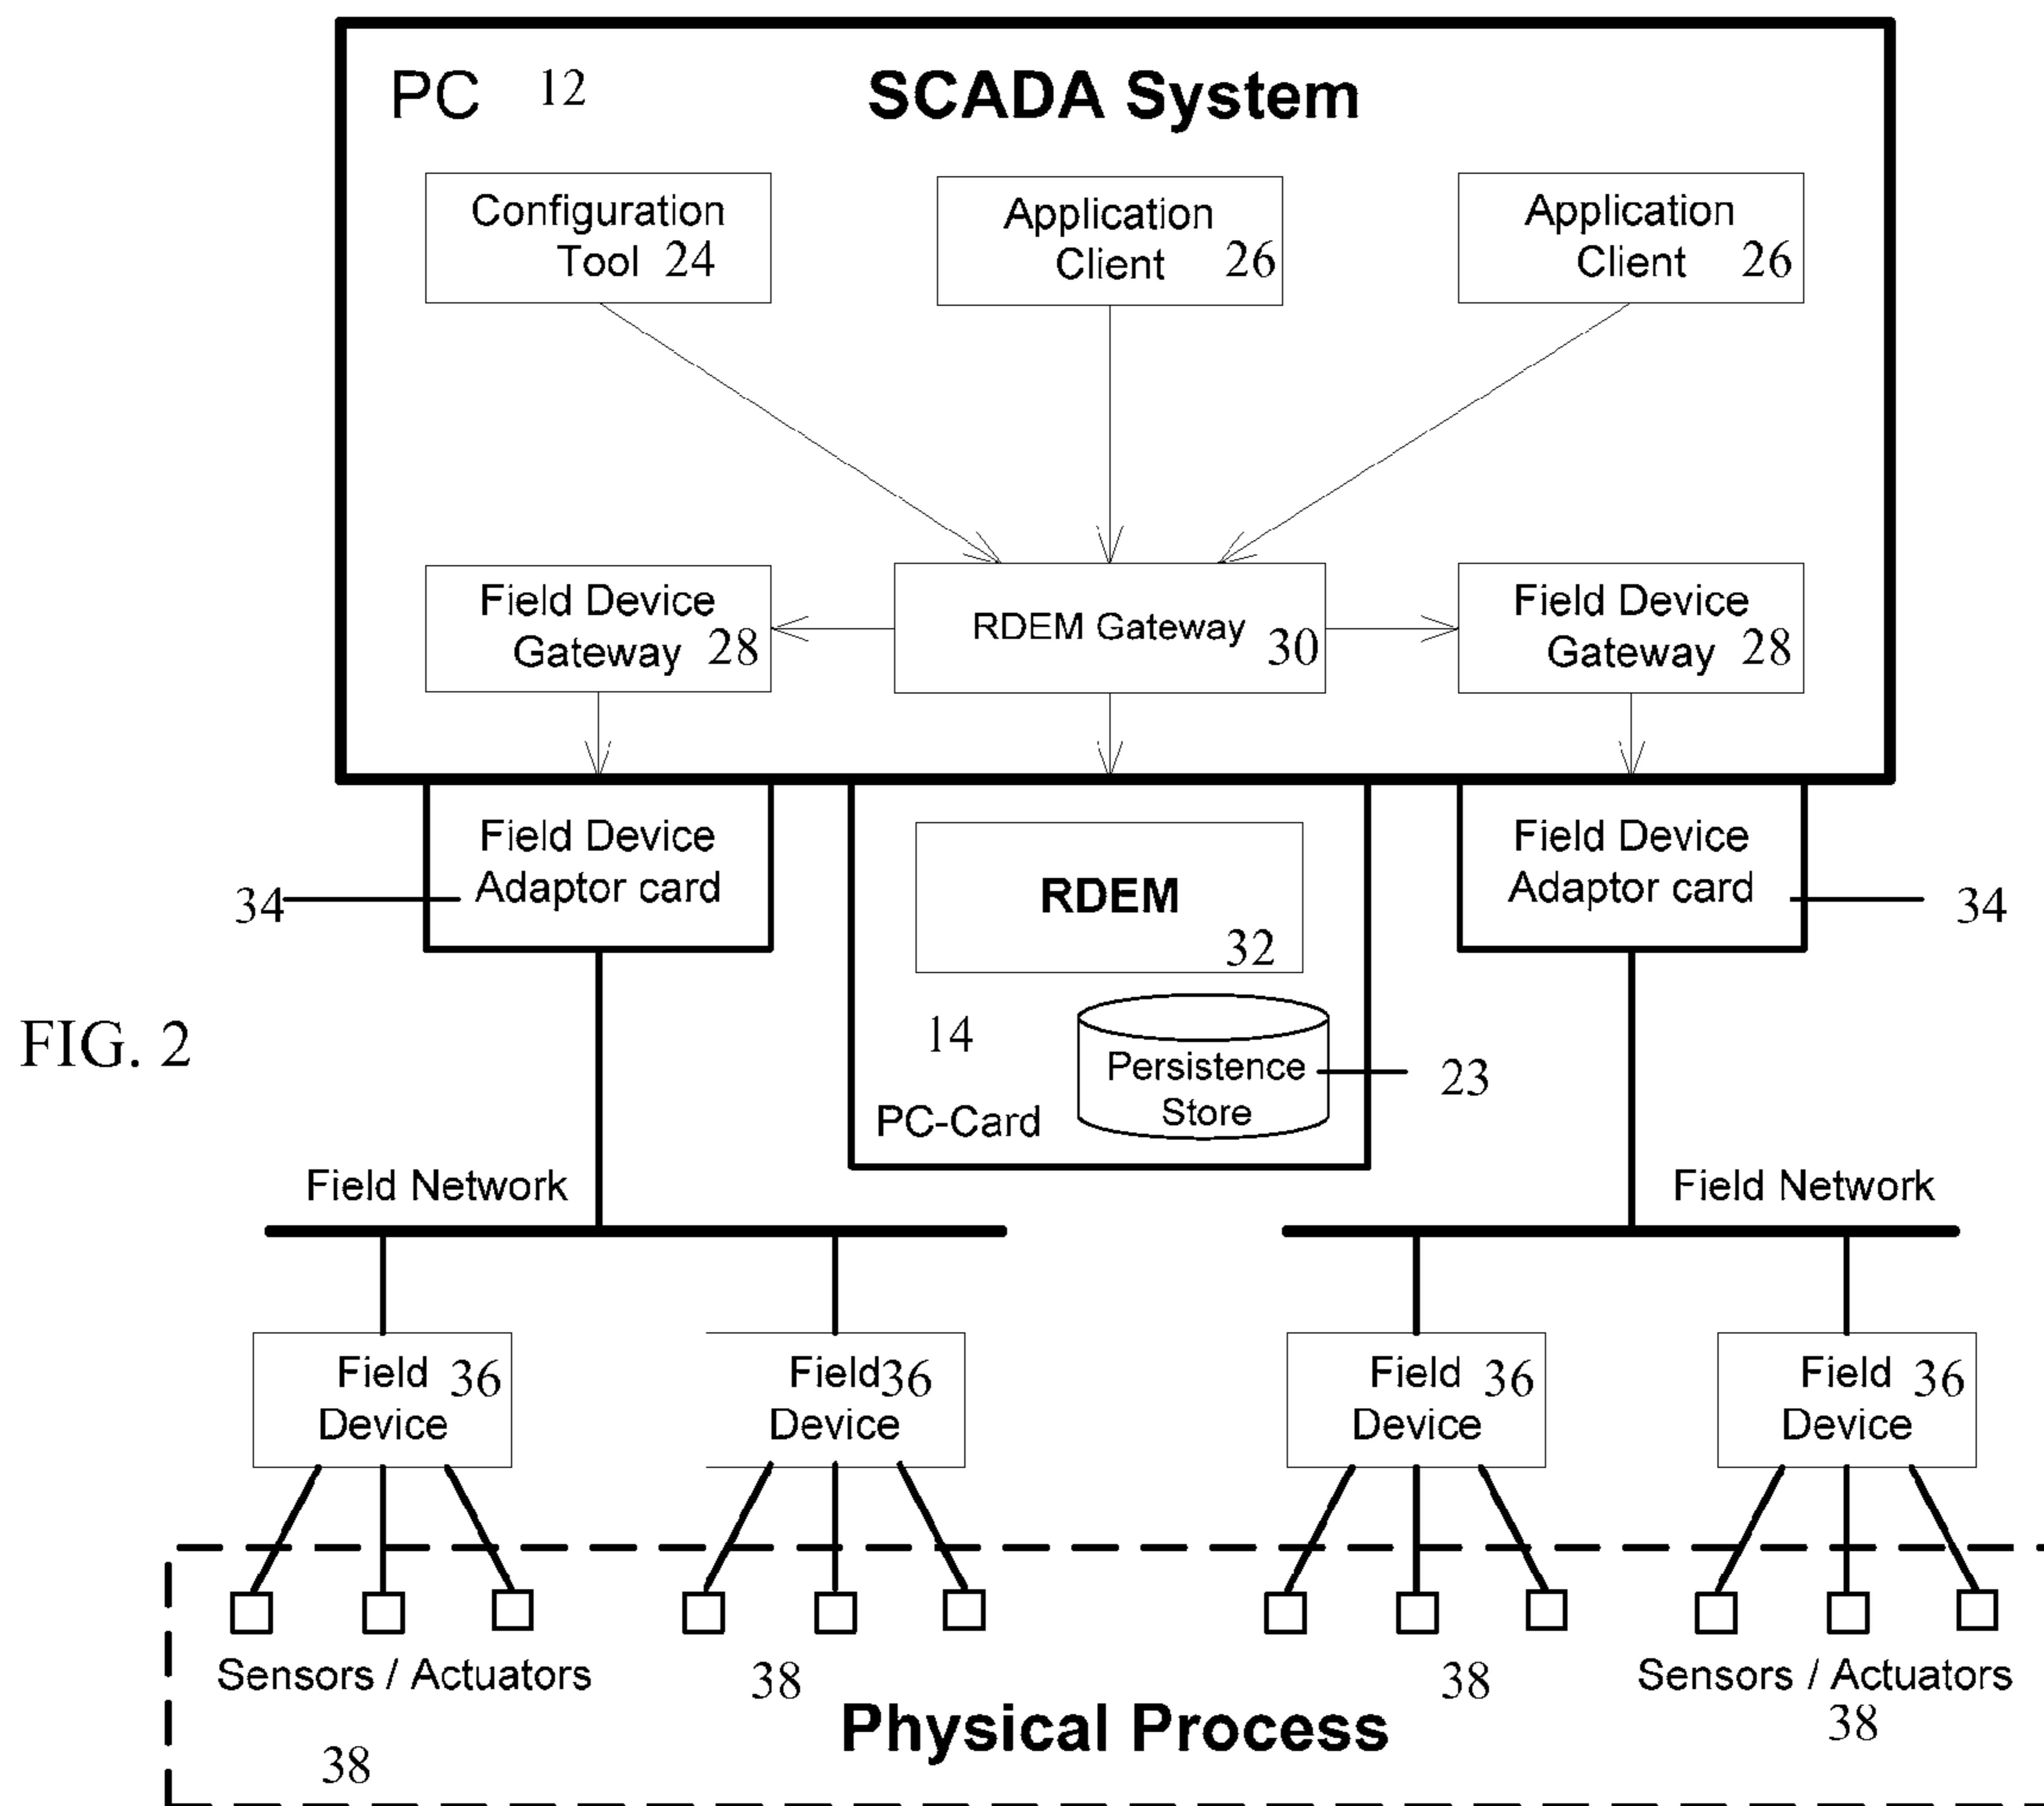 PC 12 SCADA System
Configuration
Tool 24
Application
Client 26
Application
Client 26
Field Device
Gateway 28
RDEM Gateway 30
Field Device
Gateway 28
Field Device
Adaptor card
34
RDEM
32
Field Device
Adaptor card
34
FIG. 2
14
Persistence
Store
23
PC-Card
Field Network
Field Network
Field 36
Device
Field 36
Device
Field 36
Device
Field 36
Device
Sensors / Actuators
38
38
38
Sensors / Actuators
38
Physical Process